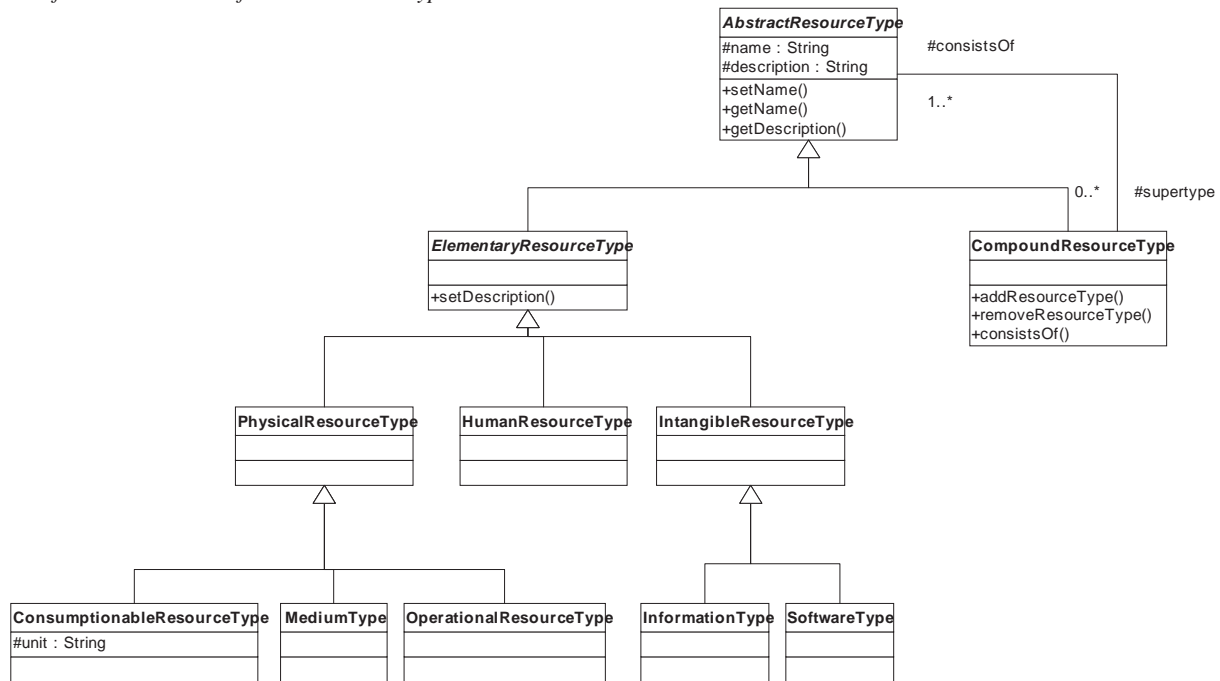 AbstractResourceType
#name : String
#description : String
+setName()
+getName()
+getDescription()
#consistsOf
1..*
0..*
#supertype
ElementaryResourceType
+setDescription()
CompoundResourceType
+addResourceType()
+removeResourceType()
+consistsOf()
PhysicalResourceType
HumanResourceType
IntangibleResourceType
ConsumptionableResourceType
#unit : String
MediumType
OperationalResourceType
InformationType
SoftwareType